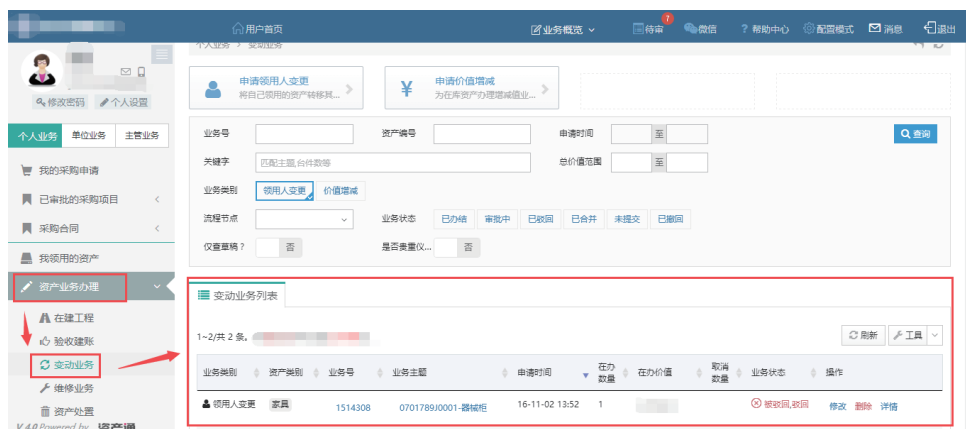 用户首页
业务概览
待审
7
微信
? 帮助中心
配置模式
消息
退出
个人业务 > 变动业务
修改密码
个人设置
个人业务
单位业务
主管业务
我的采购申请
已审批的采购项目
采购合同
我领用的资产
资产业务办理
在建工程
验收建账
变动业务
维修业务
资产处置
V 4.0 Powered by 资产通
申请领用人变更
将自己领用的资产转移其...
¥
申请价值增减
为在库资产办理增减值业...
业务号
资产编号
申请时间
至
查询
关键字
匹配主题,台件数等
总价值范围
至
业务类别
领用人变更
价值增减
流程节点
业务状态
已办结
审批中
已驳回
已合并
未提交
已撤回
仅查草稿?
否
是否贵重仪...
否
变动业务列表
1~2/共 2 条。
刷新
工具
业务类别
资产类别
业务号
业务主题
申请时间
在办数量
在办价值
取消数量
业务状态
操作
领用人变更
家具
1514308
0701789J0001-器械柜
16-11-02 13:52
1
被驳回,驳回
修改
删除
详情